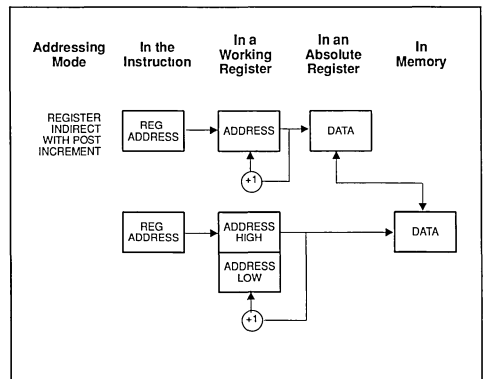 Addressing Mode
In the Instruction
In a Working Register
In an Absolute Register
In Memory
REGISTER
INDIRECT
WITH POST
INCREMENT
REG
ADDRESS
ADDRESS
DATA
+1
REG
ADDRESS
ADDRESS
HIGH
ADDRESS
LOW
DATA
+1